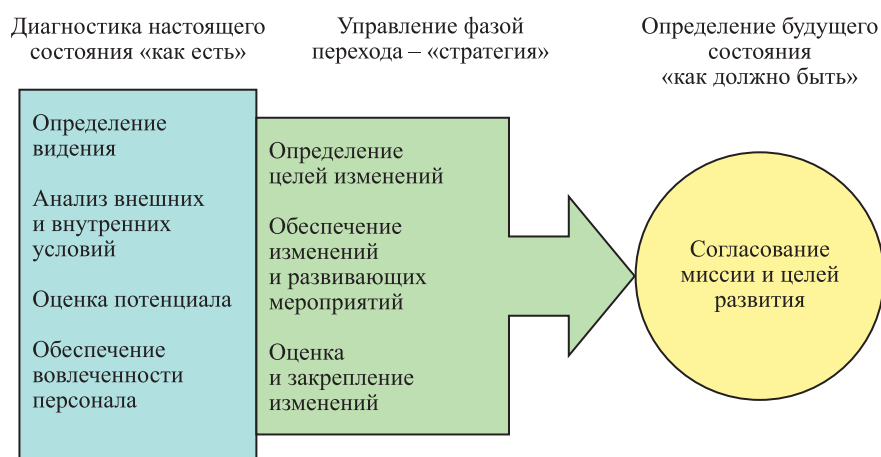 Диагностика настоящего
состояния «как есть»
Управление фазой
перехода – «стратегия»
Определение будущего
состояния
«как должно быть»
Определение
видения
Анализ внешних
и внутренних
условий
Оценка потенциала
Обеспечение
вовлеченности
персонала
Определение
целей изменений
Обеспечение
изменений
и развивающих
мероприятий
Оценка
и закрепление
изменений
Согласование
миссии и целей
развития